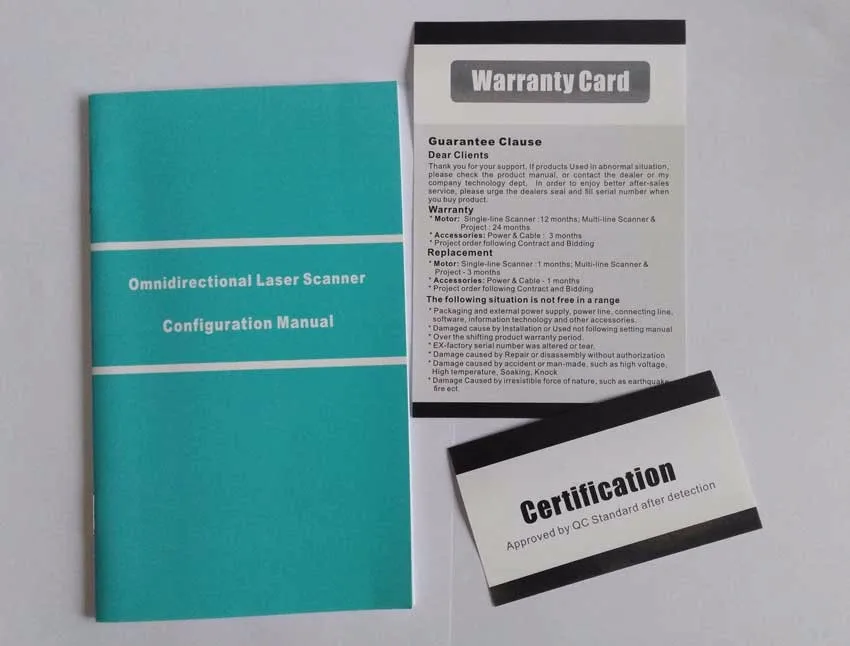 Omnidirectional Laser Scanner
Configuration Manual
Warranty Card
Guarantee Clause
Dear Clients
Thank you for your support. If products Used in abnormal situation,
please check the product manual, or contact the dealer or my
company technology dept. In order to enjoy better after-sales
service, please urge the dealers seal and fill serial number when
you buy product.
Warranty
* Motor: Single-line Scanner :12 months; Multi-line Scanner &
Project : 24 months
* Accessories: Power & Cable : 3 months
* Project order following Contract and Bidding
Replacement
* Motor: Single-line Scanner :1 months; Multi-line Scanner &
Project - 3 months
* Accessories: Power & Cable - 1 months
* Project order following Contract and Bidding
The following situation is not free in a range
* Packaging and external power supply, power line, connecting line,
software, information technology and other accessories.
* Damaged cause by Installation or Used not following setting manual
* Over the shifting product warranty period.
* EX-factory serial number was altered or tear.
* Damage caused by Repair or disassembly without authorization
* Damage caused by accident or man-made, such as high voltage,
High temperature, Soaking, Knock
* Damage Caused by irresistible force of nature, such as earthquake
fire ect.
Certification
Approved by QC Standard after detection